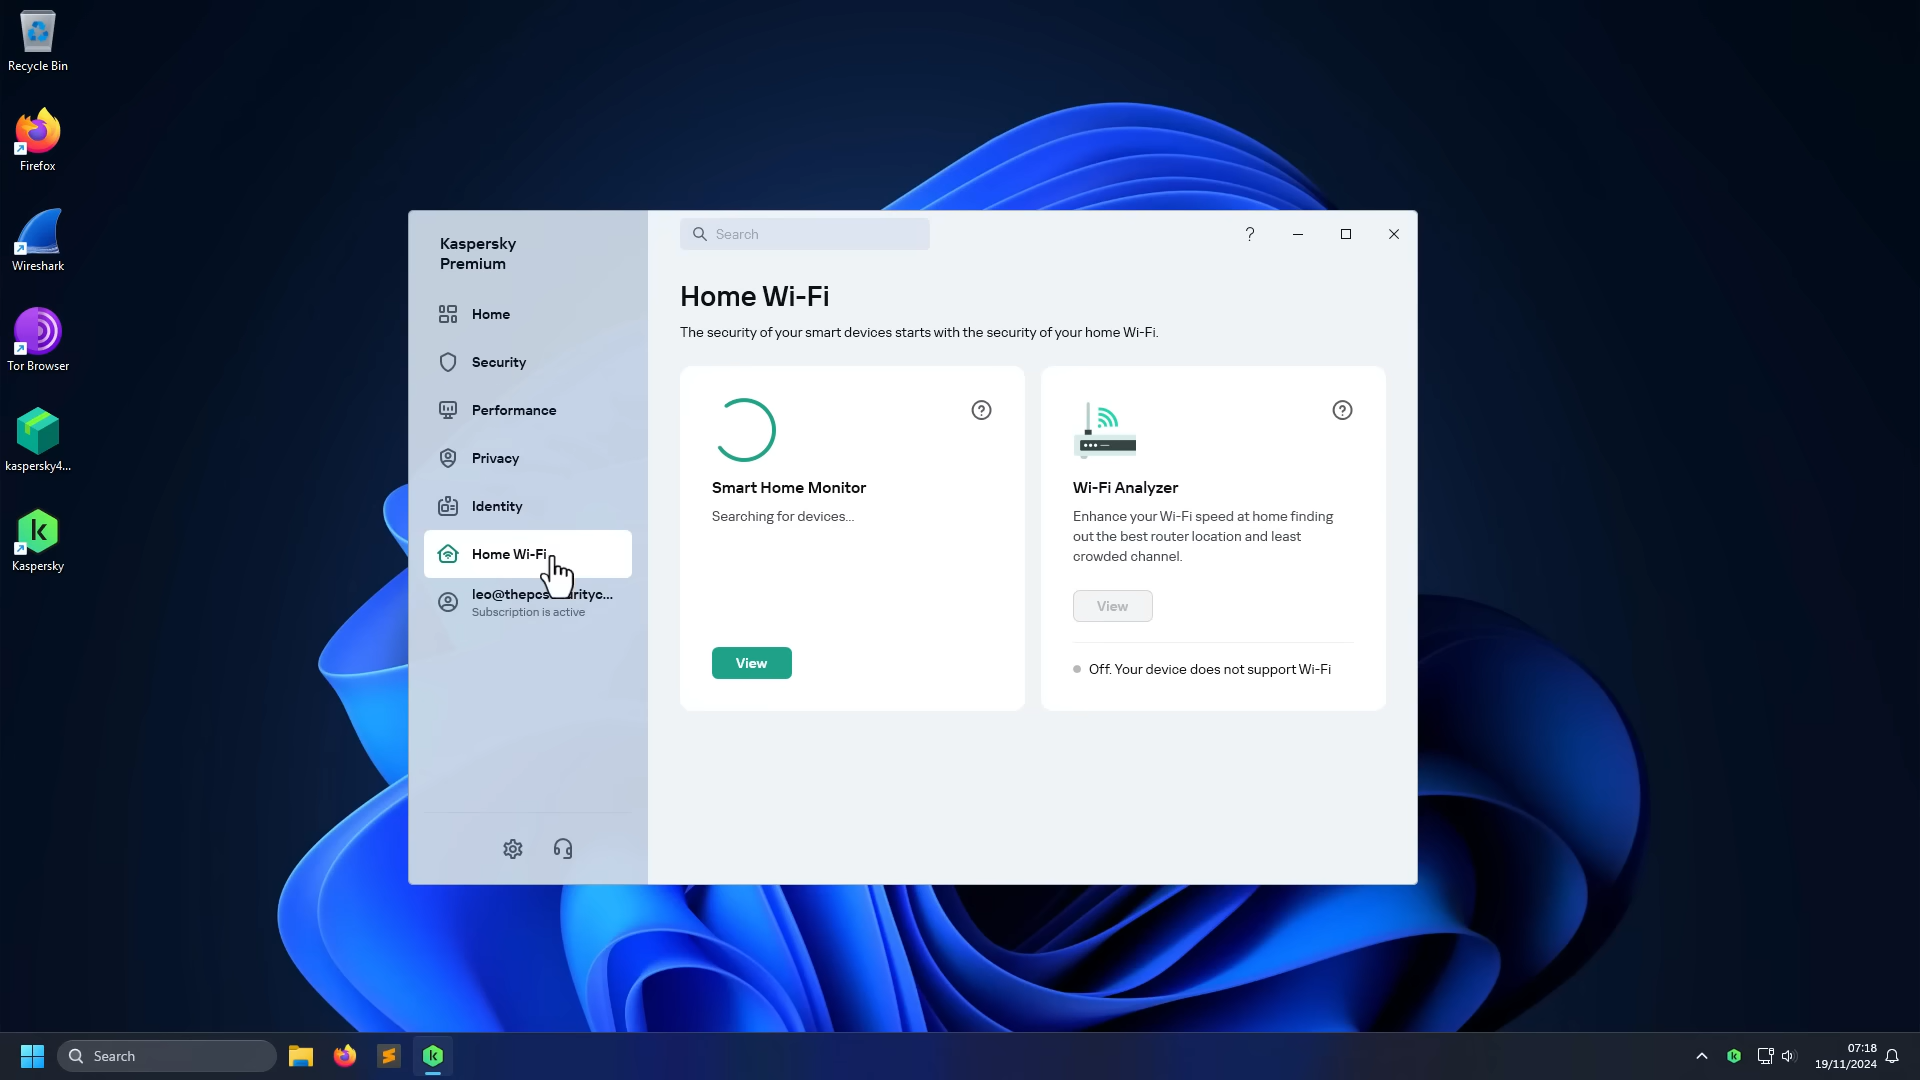 Recycle Bin
Firefox
Wireshark
Tor Browser
kaspersky4...
Kaspersky
Kaspersky
Premium
Home
Security
Performance
Privacy
Identity
Home Wi-Fi
Subscription is active
Search
Home Wi-Fi
The security of your smart devices starts with the security of your home Wi-Fi.
Smart Home Monitor
Searching for devices...
View
Wi-Fi Analyzer
Enhance your Wi-Fi speed at home finding
out the best router location and least
crowded channel.
View
Off. Your device does not support Wi-Fi
Search
07:18
19/11/2024